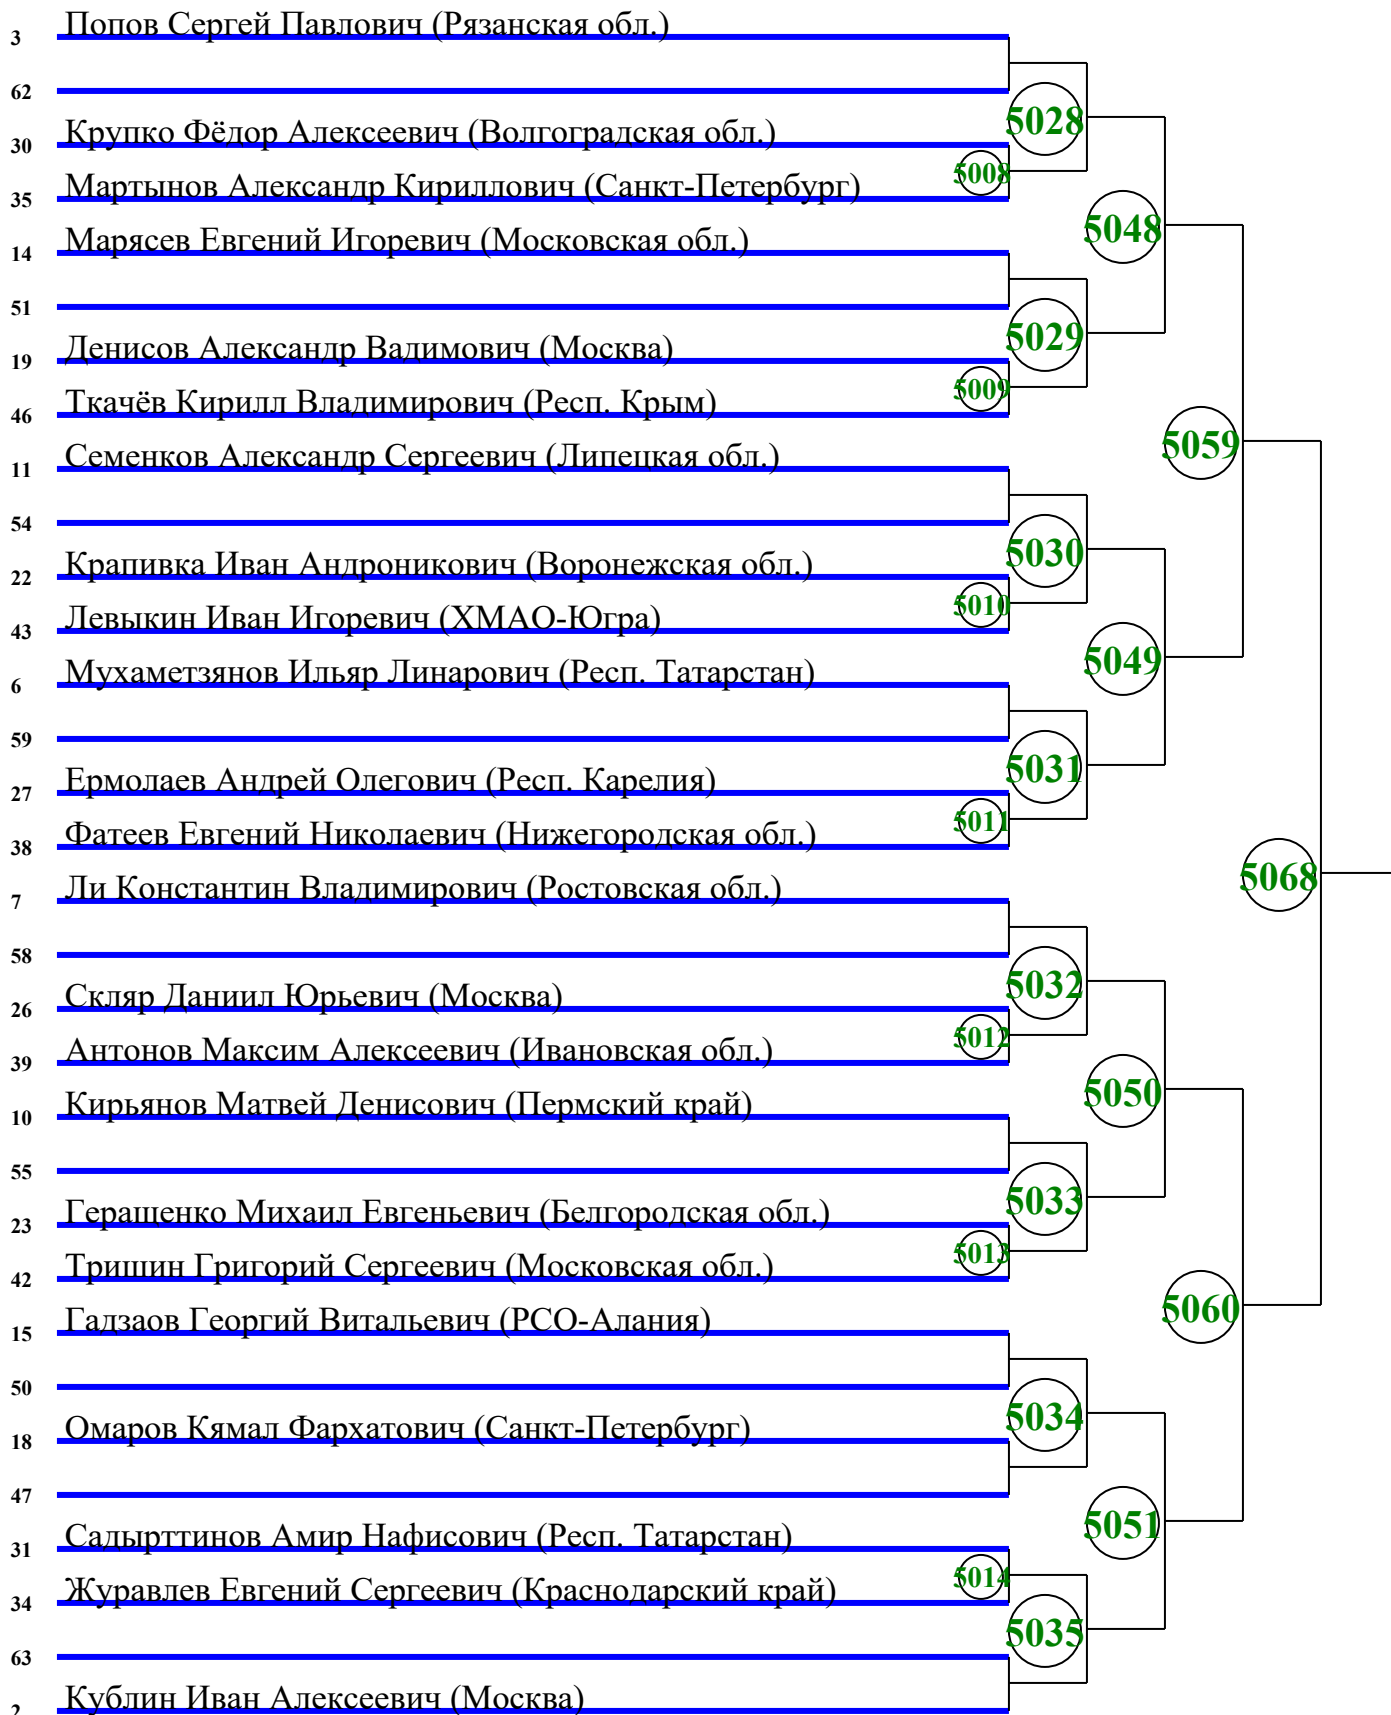 3 Попов Сергей Павлович (Рязанская обл.)
62
5028
30 Крупко Фёдор Алексеевич (Волгоградская обл.)
5008
35 Мартынов Александр Кириллович (Санкт-Петербург)
5048
14 Марясев Евгений Игоревич (Московская обл.)
51
5029
19 Денисов Александр Вадимович (Москва)
5009
46 Ткачёв Кирилл Владимирович (Респ. Крым)
5059
11 Семенков Александр Сергеевич (Липецкая обл.)
54
5030
22 Крапивка Иван Андроникович (Воронежская обл.)
5010
43 Левыкин Иван Игоревич (ХМАО-Югра)
5049
6 Мухаметзянов Ильяр Линарович (Респ. Татарстан)
59
5031
27 Ермолаев Андрей Олегович (Респ. Карелия)
5011
38 Фатеев Евгений Николаевич (Нижегородская обл.)
5068
7 Ли Константин Владимирович (Ростовская обл.)
58
5032
26 Скляр Даниил Юрьевич (Москва)
5012
39 Антонов Максим Алексеевич (Ивановская обл.)
5050
10 Кирьянов Матвей Денисович (Пермский край)
55
5033
23 Геращенко Михаил Евгеньевич (Белгородская обл.)
5013
42 Тришин Григорий Сергеевич (Московская обл.)
5060
15 Гадзаов Георгий Витальевич (РСО-Алания)
50
5034
18 Омаров Кямал Фархатович (Санкт-Петербург)
47
5051
31 Садырттинов Амир Нафисович (Респ. Татарстан)
5014
34 Журавлев Евгений Сергеевич (Краснодарский край)
5035
63
2 Кублин Иван Алексеевич (Москва)